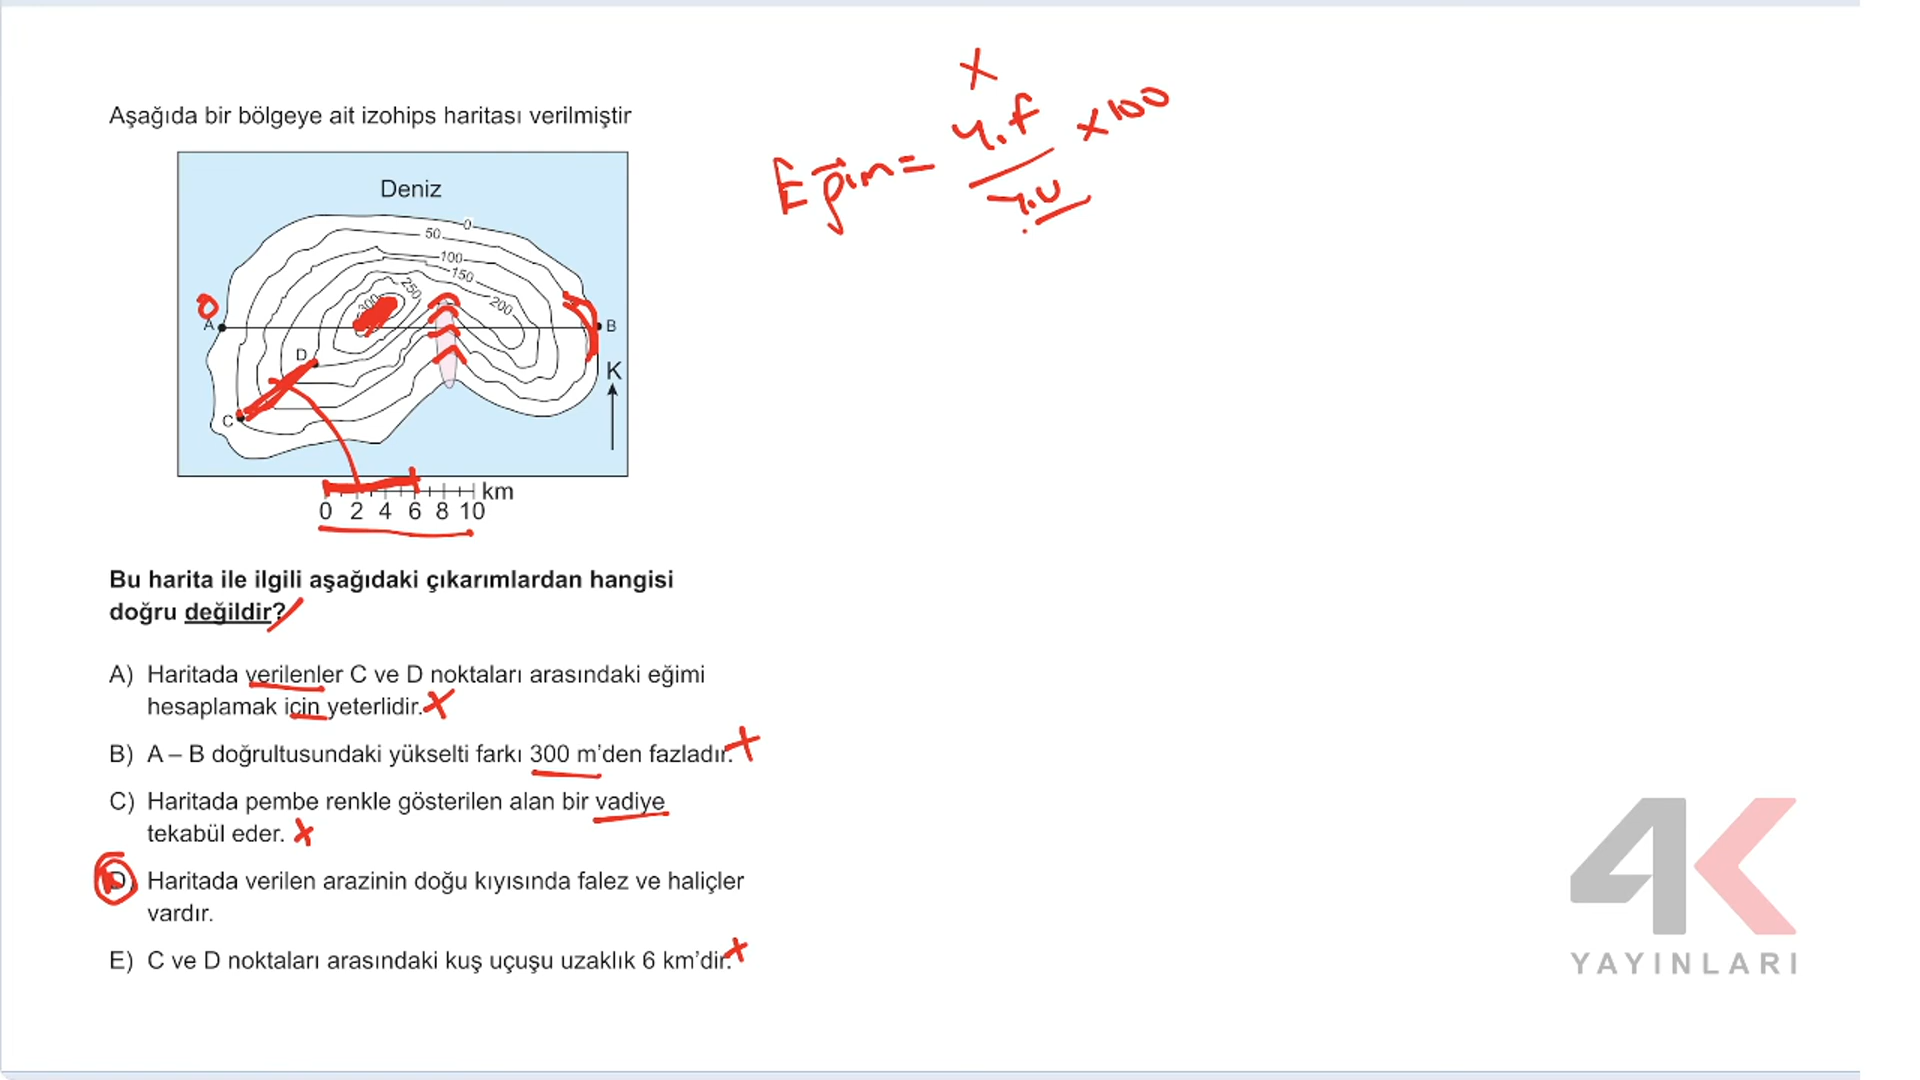 Aşağıda bir bölgeye ait izohips haritası verilmiştir
Deniz
0
50
100
150
250
200
300
A
B
D
C
K
km
0 2 4 6 8 10
Eğim = y.f x100
y.u
Bu harita ile ilgili aşağıdaki çıkarımlardan hangisi
doğru değildir?
A) Haritada verilenler C ve D noktaları arasındaki eğimi
hesaplamak için yeterlidir.
B) A – B doğrultusundaki yükselti farkı 300 m’den fazladır.
C) Haritada pembe renkle gösterilen alan bir vadiye
tekabül eder.
D) Haritada verilen arazinin doğu kıyısında falez ve haliçler
vardır.
E) C ve D noktaları arasındaki kuş uçuşu uzaklık 6 km’dir.
4K
YAYINLARI